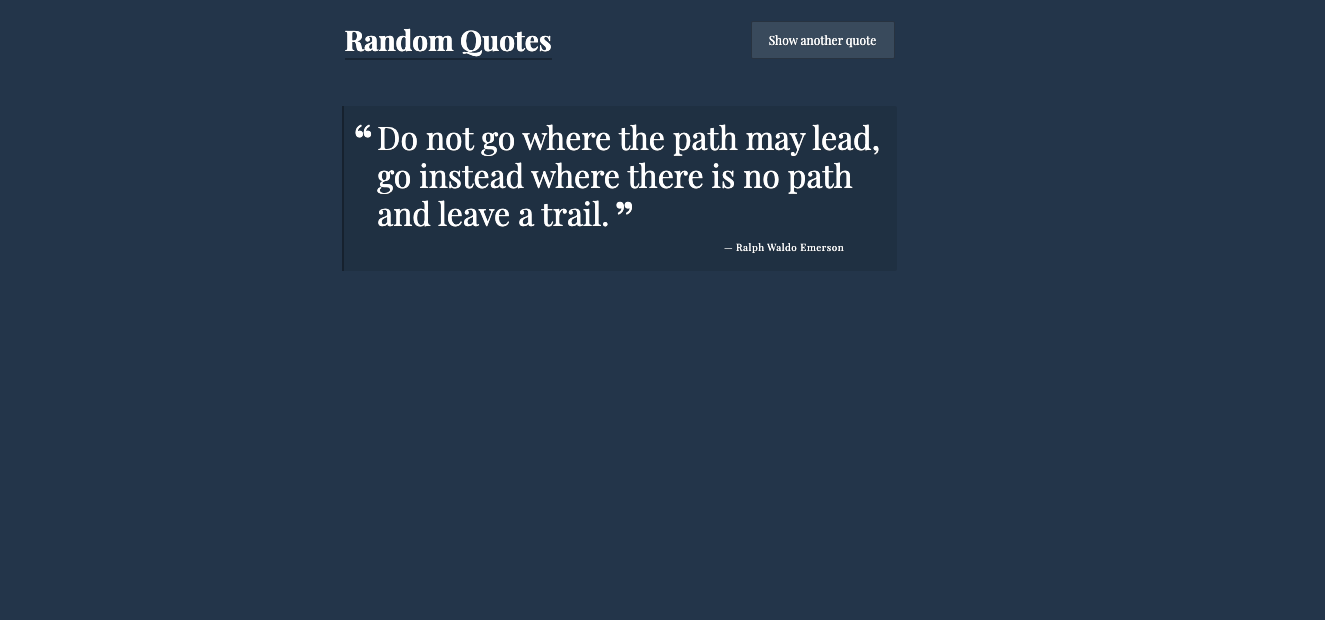 Random Quotes
Show another quote
“ Do not go where the path may lead,
go instead where there is no path
and leave a trail. ”
— Ralph Waldo Emerson